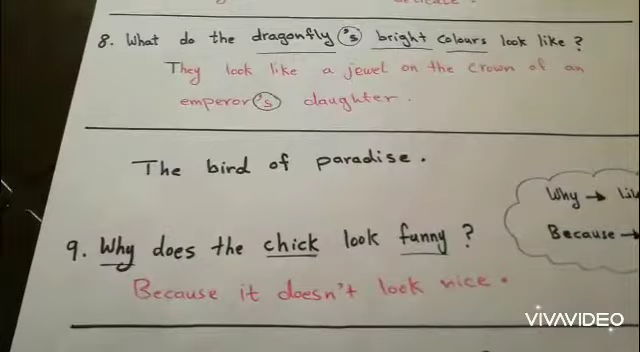 8. What do the dragonfly's bright colours look like ?
They look like a jewel on the crown of an
emperor's daughter .
The bird of paradise .
Why →
9. Why does the chick look funny ?
Because →
Because it doesn't look nice .
VIVAVIDEO